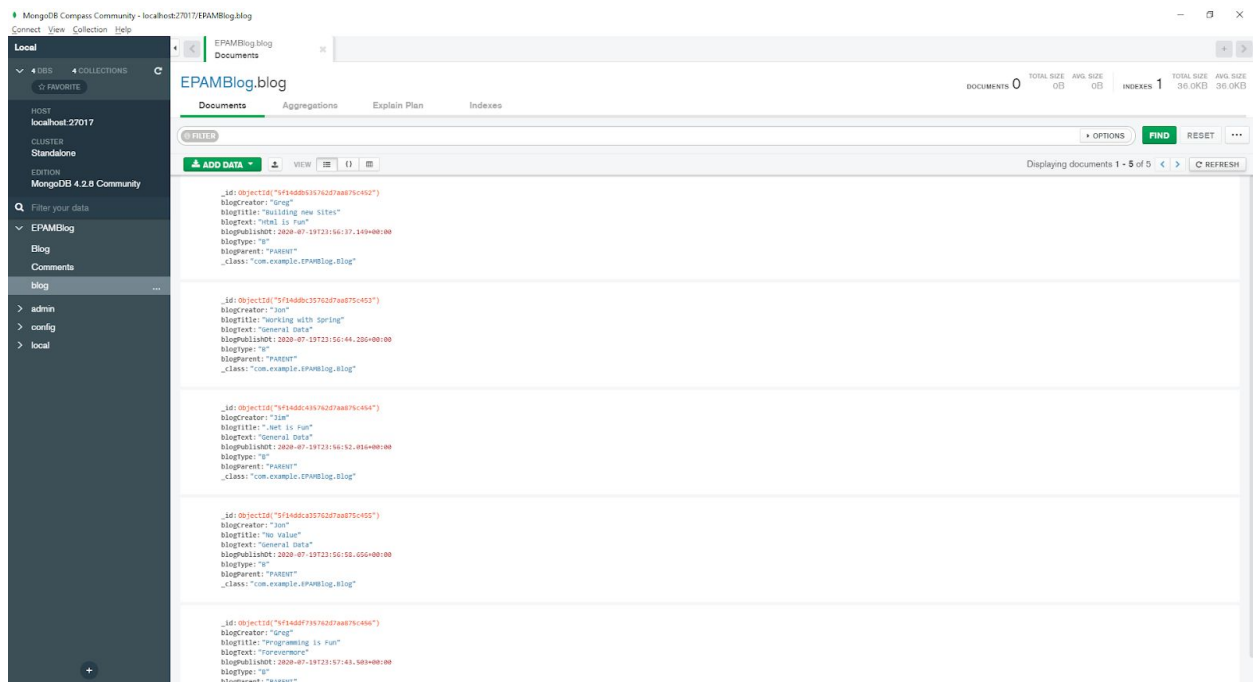 MongoDB Compass Community - localhost:27017/EPAMBlog.blog
Connect View Collection Help
Local
4 DBS 4 COLLECTIONS
FAVORITE
HOST
localhost:27017
CLUSTER
Standalone
EDITION
MongoDB 4.2.8 Community
Filter your data
EPAMBlog
Blog
Comments
blog
...
admin
config
local
+
EPAMBlog.blog
Documents
EPAMBlog.blog
DOCUMENTS 0 TOTAL SIZE 0B AVG. SIZE 0B INDEXES 1 TOTAL SIZE 36.0KB AVG. SIZE 36.0KB
Documents Aggregations Explain Plan Indexes
FILTER OPTIONS FIND RESET ...
ADD DATA VIEW {} Displaying documents 1 - 5 of 5 < > REFRESH
_id: ObjectId("5f14ddb535762d7aa875c452")
blogCreator: "Greg"
blogTitle: "Building new Sites"
blogText: "Html is Fun"
blogPublishDt: 2020-07-19T23:56:37.149+00:00
blogType: "B"
blogParent: "PARENT"
_class: "com.example.EPAMBlog.Blog"
_id: ObjectId("5f14ddbc35762d7aa875c453")
blogCreator: "Jon"
blogTitle: "Working with Spring"
blogText: "General Data"
blogPublishDt: 2020-07-19T23:56:44.286+00:00
blogType: "B"
blogParent: "PARENT"
_class: "com.example.EPAMBlog.Blog"
_id: ObjectId("5f14ddc435762d7aa875c454")
blogCreator: "Jim"
blogTitle: ".Net is Fun"
blogText: "General Data"
blogPublishDt: 2020-07-19T23:56:52.016+00:00
blogType: "B"
blogParent: "PARENT"
_class: "com.example.EPAMBlog.Blog"
_id: ObjectId("5f14ddca35762d7aa875c455")
blogCreator: "Jon"
blogTitle: "No Value"
blogText: "General Data"
blogPublishDt: 2020-07-19T23:56:58.656+00:00
blogType: "B"
blogParent: "PARENT"
_class: "com.example.EPAMBlog.Blog"
_id: ObjectId("5f14ddf735762d7aa875c456")
blogCreator: "Greg"
blogTitle: "Programming is Fun"
blogText: "Forevermore"
blogPublishDt: 2020-07-19T23:57:43.503+00:00
blogType: "B"
blogParent: "PARENT"